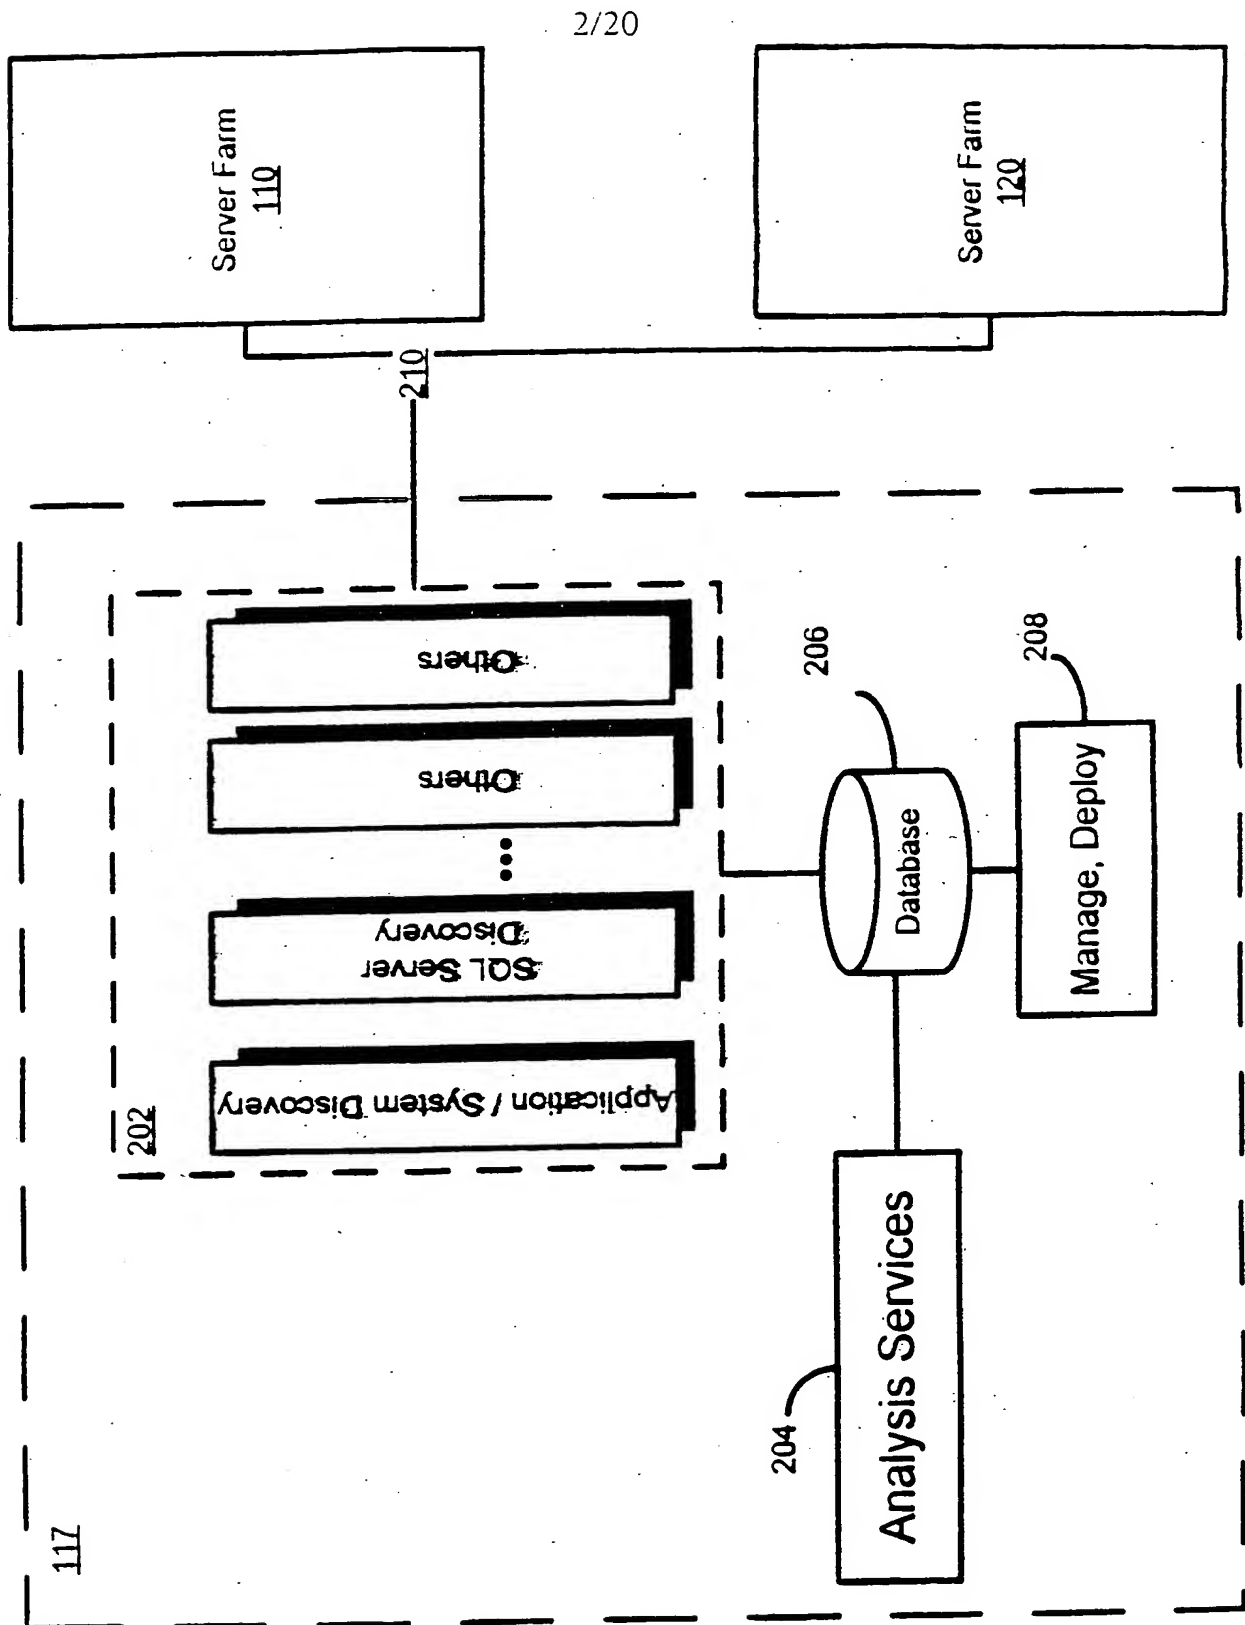 2/20
Server Farm
110
Server Farm
120
210
117
202
Application / System Discovery
SQL Server
Discovery
...
Others
Others
206
Database
208
Manage, Deploy
204
Analysis Services